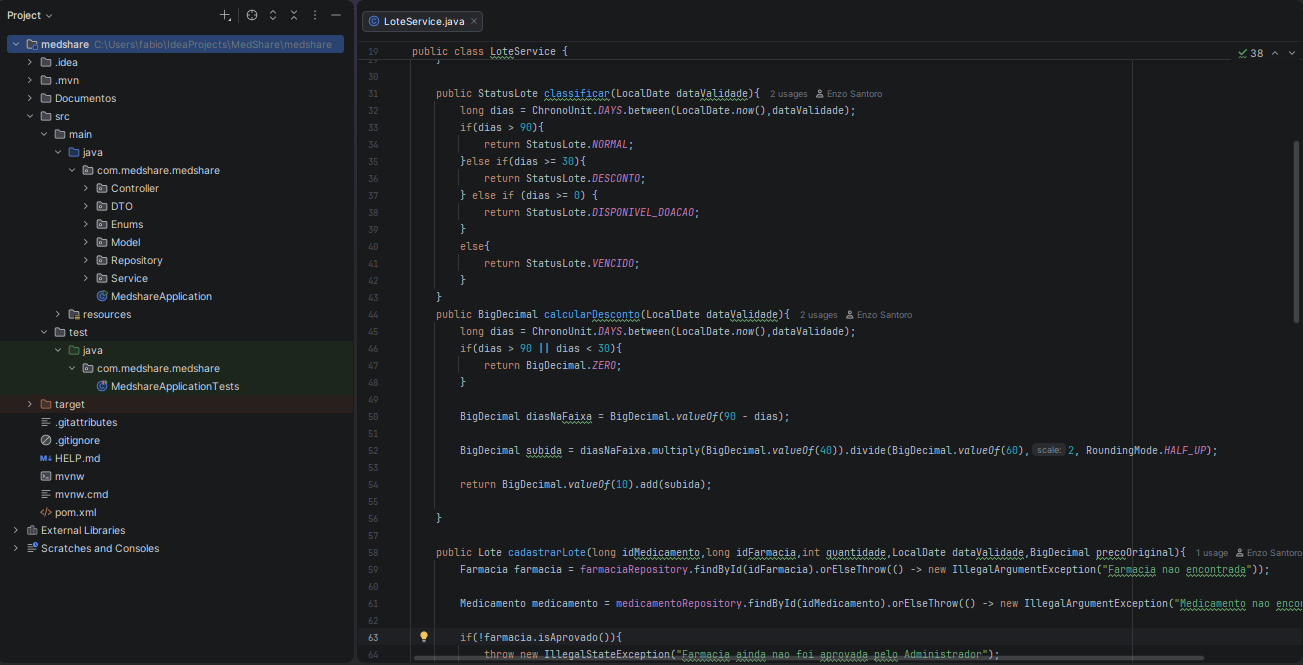 Project
medshare C:\Users\fabio\IdeaProjects\MedShare\medshare
.idea
.mvn
Documentos
src
main
java
com.medshare.medshare
Controller
DTO
Enums
Model
Repository
Service
MedshareApplication
resources
test
java
com.medshare.medshare
MedshareApplicationTests
target
.gitattributes
.gitignore
HELP.md
mvnw
mvnw.cmd
pom.xml
External Libraries
Scratches and Consoles
LoteService.java
19 public class LoteService {
38
29 }
30
31 public StatusLote classificar(LocalDate dataValidade){ 2 usages Enzo Santoro
32 long dias = ChronoUnit.DAYS.between(LocalDate.now(),dataValidade);
33 if(dias > 90){
34 return StatusLote.NORMAL;
35 }else if(dias >= 30){
36 return StatusLote.DESCONTO;
37 } else if (dias >= 0) {
38 return StatusLote.DISPONIVEL_DOACAO;
39 }
40 else{
41 return StatusLote.VENCIDO;
42 }
43 }
44 public BigDecimal calcularDesconto(LocalDate dataValidade){ 2 usages Enzo Santoro
45 long dias = ChronoUnit.DAYS.between(LocalDate.now(),dataValidade);
46 if(dias > 90 || dias < 30){
47 return BigDecimal.ZERO;
48 }
49
50 BigDecimal diasNaFaixa = BigDecimal.valueOf(90 - dias);
51
52 BigDecimal subida = diasNaFaixa.multiply(BigDecimal.valueOf(40)).divide(BigDecimal.valueOf(60), scale: 2, RoundingMode.HALF_UP);
53
54 return BigDecimal.valueOf(10).add(subida);
55
56 }
57
58 public Lote cadastrarLote(long idMedicamento,long idFarmacia,int quantidade,LocalDate dataValidade,BigDecimal precoOriginal){ 1 usage Enzo Santoro
59 Farmacia farmacia = farmaciaRepository.findById(idFarmacia).orElseThrow(() -> new IllegalArgumentException("Farmacia nao encontrada"));
60
61 Medicamento medicamento = medicamentoRepository.findById(idMedicamento).orElseThrow(() -> new IllegalArgumentException("Medicamento nao encon
62
63 if(!farmacia.isAprovado()){
64 throw new IllegalStateException("Farmacia ainda nao foi aprovada pelo Administrador");